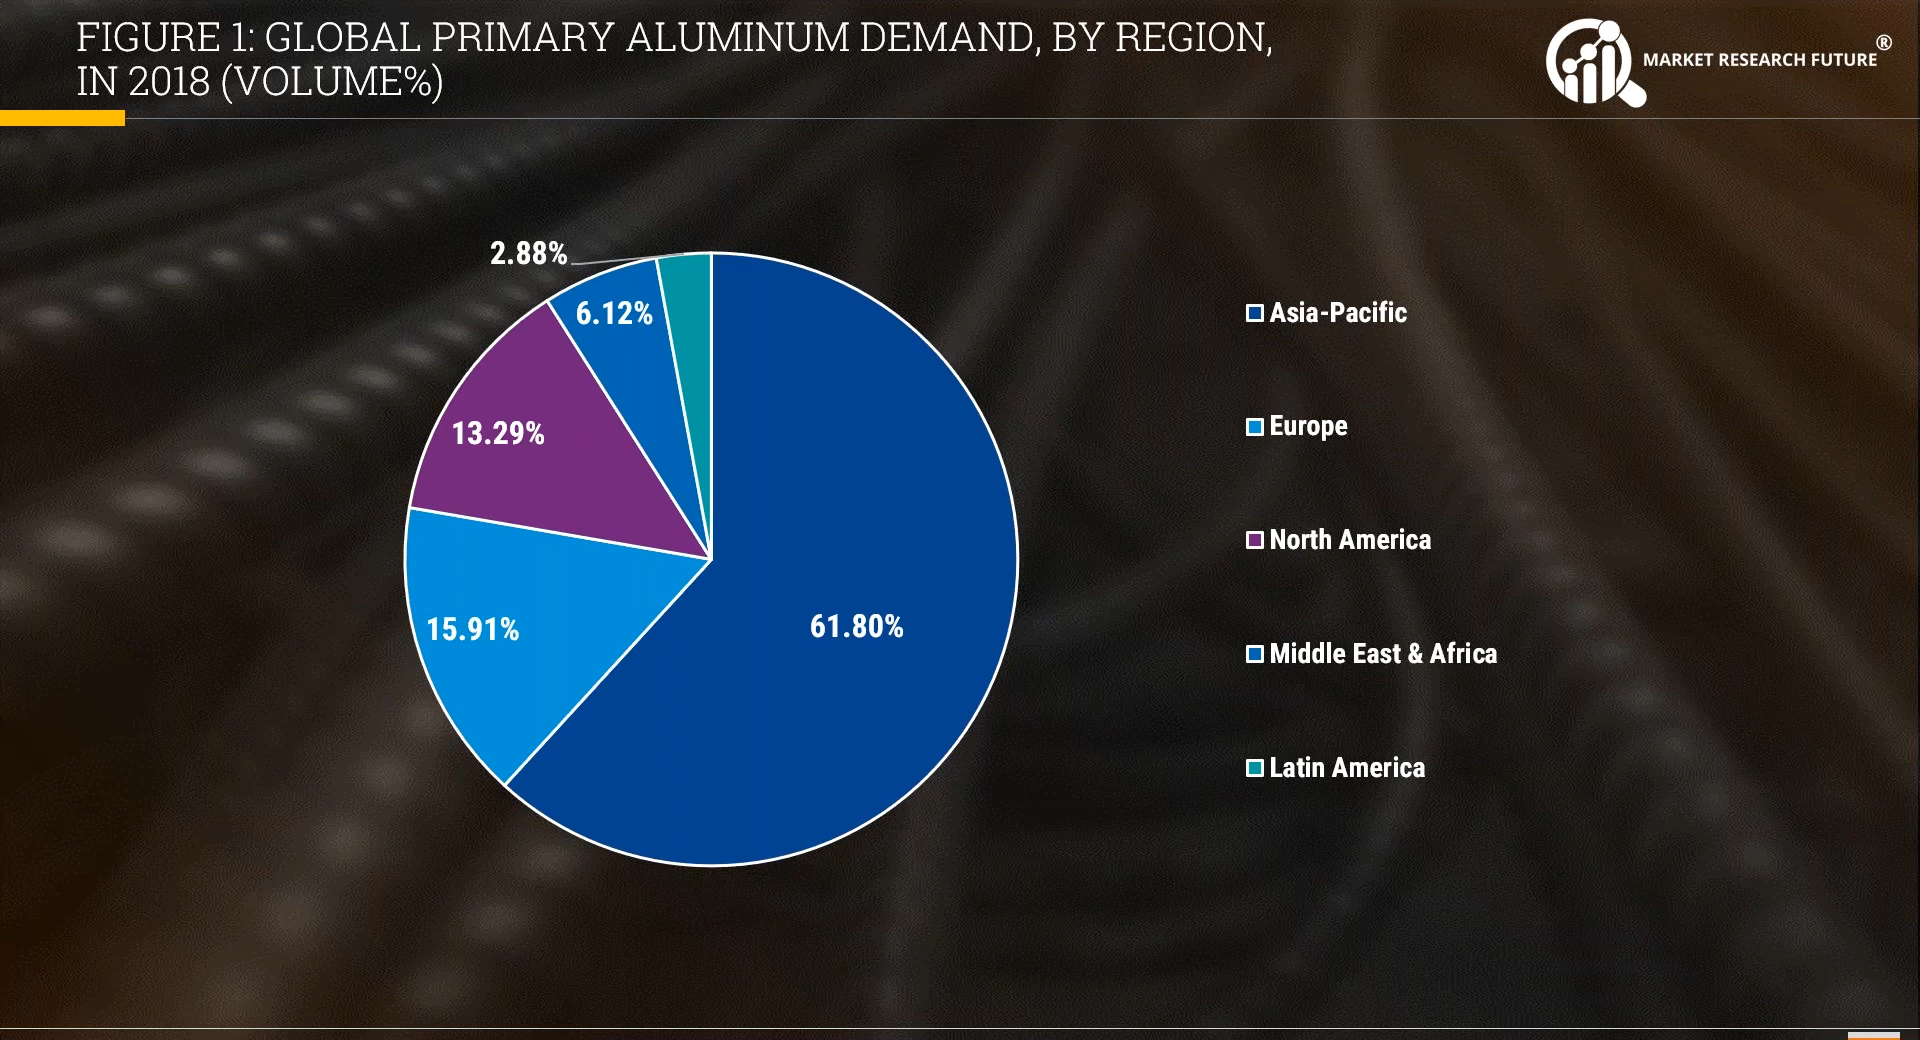 FIGURE 1: GLOBAL PRIMARY ALUMINUM DEMAND, BY REGION,
IN 2018 (VOLUME%)
MARKET RESEARCH FUTURE®
2.88%
6.12%
13.29%
15.91%
61.80%
Asia-Pacific
Europe
North America
Middle East & Africa
Latin America